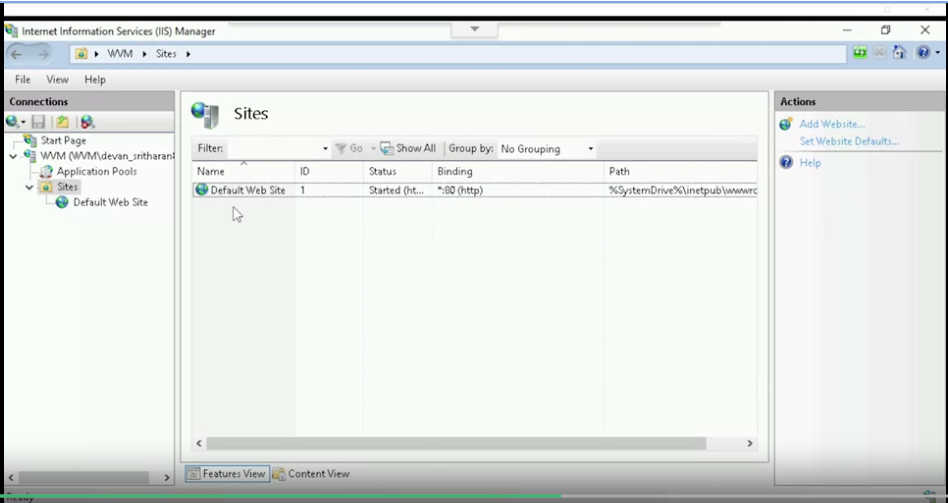 Internet Information Services (IIS) Manager
WVM Sites
File View Help
Connections
Start Page
WVM (WVM\devan_sritharan
Application Pools
Sites
Default Web Site
Sites
Filter: Go Show All Group by: No Grouping
Name ID Status Binding Path
Default Web Site 1 Started (ht... *:80 (http) %SystemDrive%\inetpub\wwwrc
Features View Content View
Actions
Add Website...
Set Website Defaults...
Help
Ready